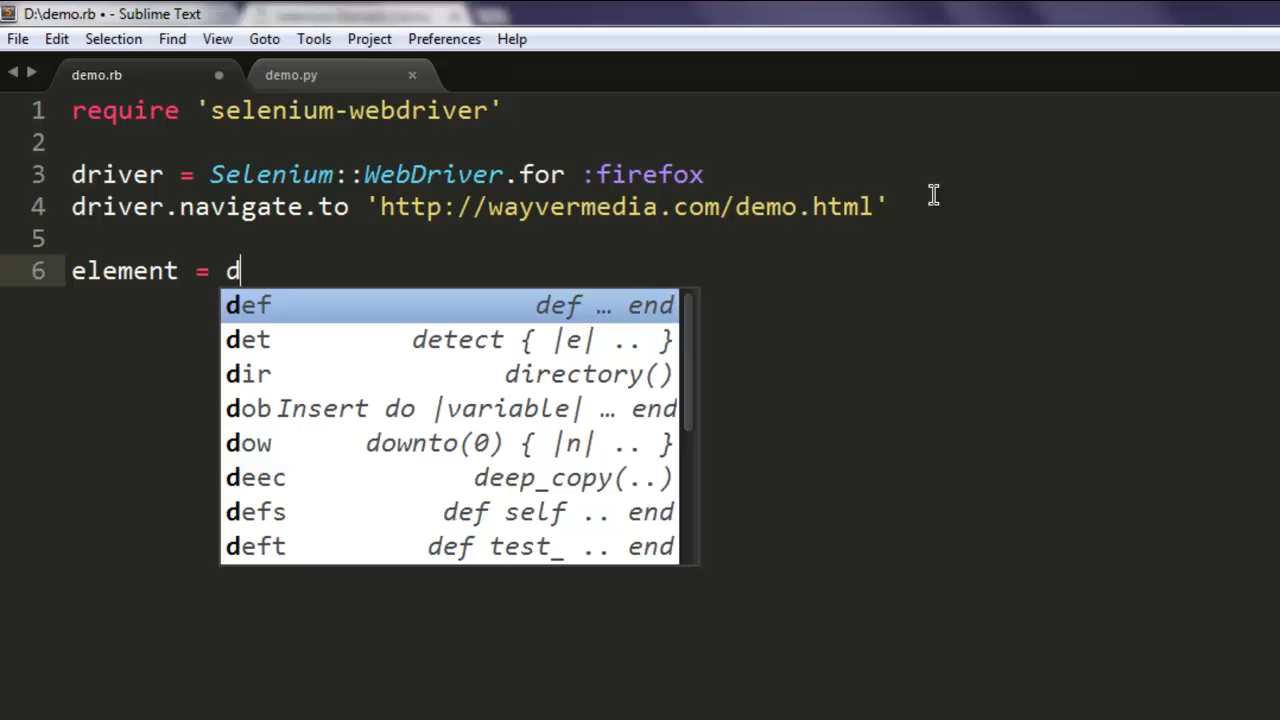 D:\demo.rb • - Sublime Text
File Edit Selection Find View Goto Tools Project Preferences Help
demo.rb demo.py
1 require 'selenium-webdriver'
2
3 driver = Selenium::WebDriver.for :firefox
4 driver.navigate.to 'http://wayvermedia.com/demo.html'
5
6 element = d
def def … end
det detect { |e| .. }
dir directory()
dob Insert do |variable| … end
dow downto(0) { |n| .. }
deec deep_copy(..)
defs def self .. end
deft def test_ .. end